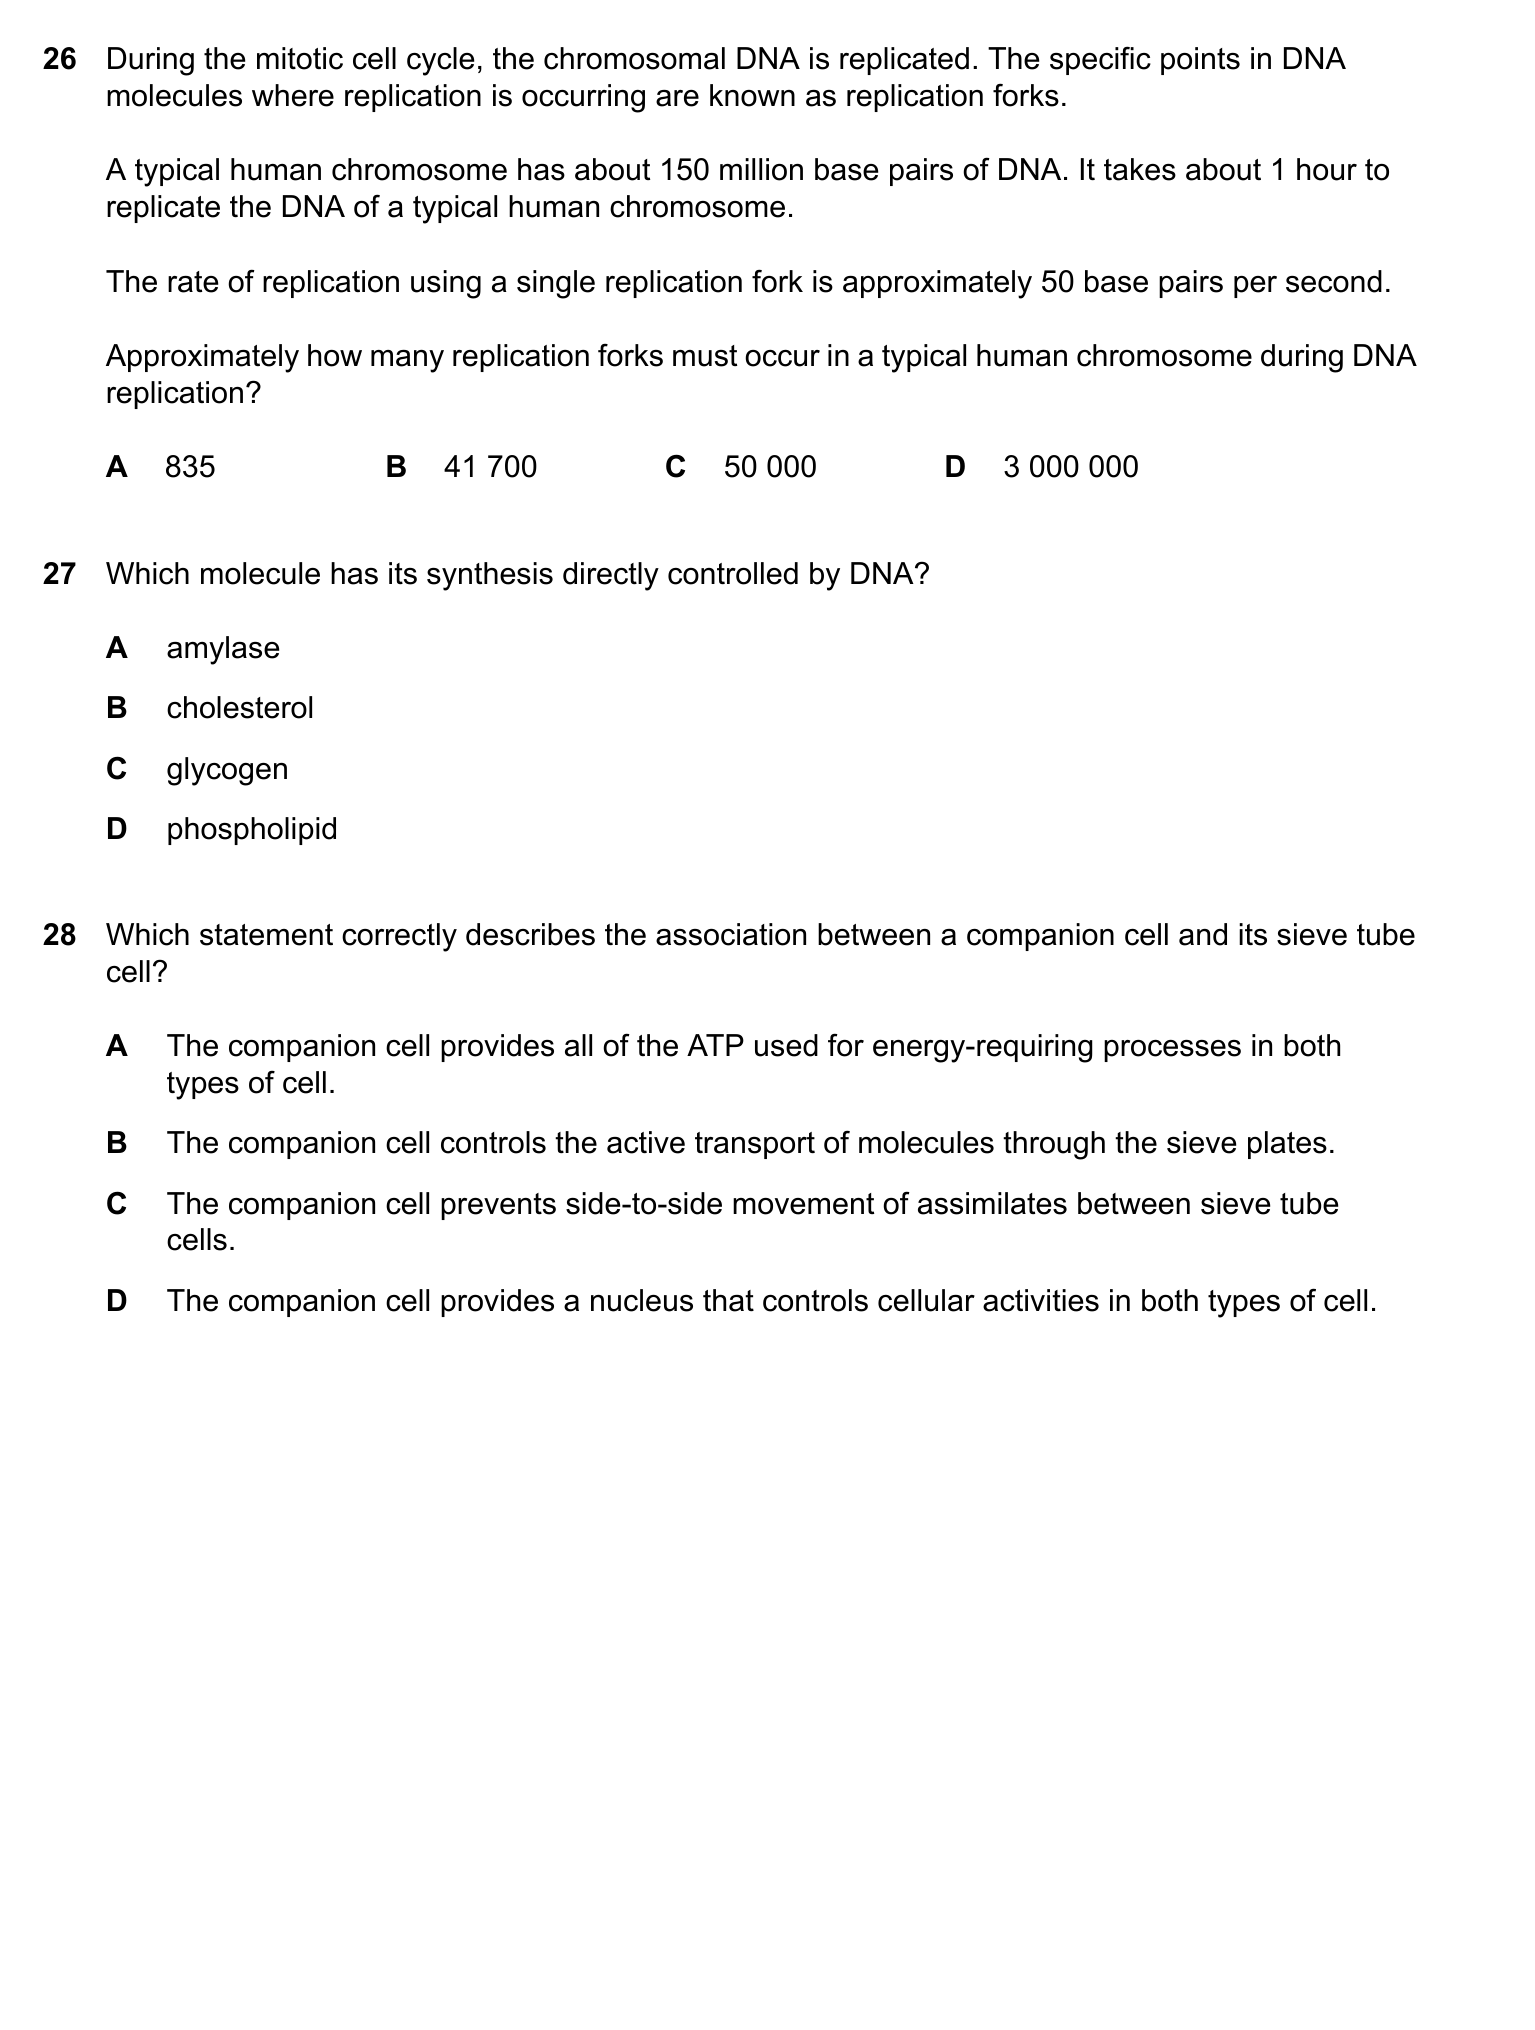 26 During the mitotic cell cycle, the chromosomal DNA is replicated. The specific points in DNA
molecules where replication is occurring are known as replication forks.
A typical human chromosome has about 150 million base pairs of DNA. It takes about 1 hour to
replicate the DNA of a typical human chromosome.
The rate of replication using a single replication fork is approximately 50 base pairs per second.
Approximately how many replication forks must occur in a typical human chromosome during DNA
replication?
A 835 B 41 700 C 50 000 D 3 000 000
27 Which molecule has its synthesis directly controlled by DNA?
A amylase
B cholesterol
C glycogen
D phospholipid
28 Which statement correctly describes the association between a companion cell and its sieve tube
cell?
A The companion cell provides all of the ATP used for energy-requiring processes in both
types of cell.
B The companion cell controls the active transport of molecules through the sieve plates.
C The companion cell prevents side-to-side movement of assimilates between sieve tube
cells.
D The companion cell provides a nucleus that controls cellular activities in both types of cell.